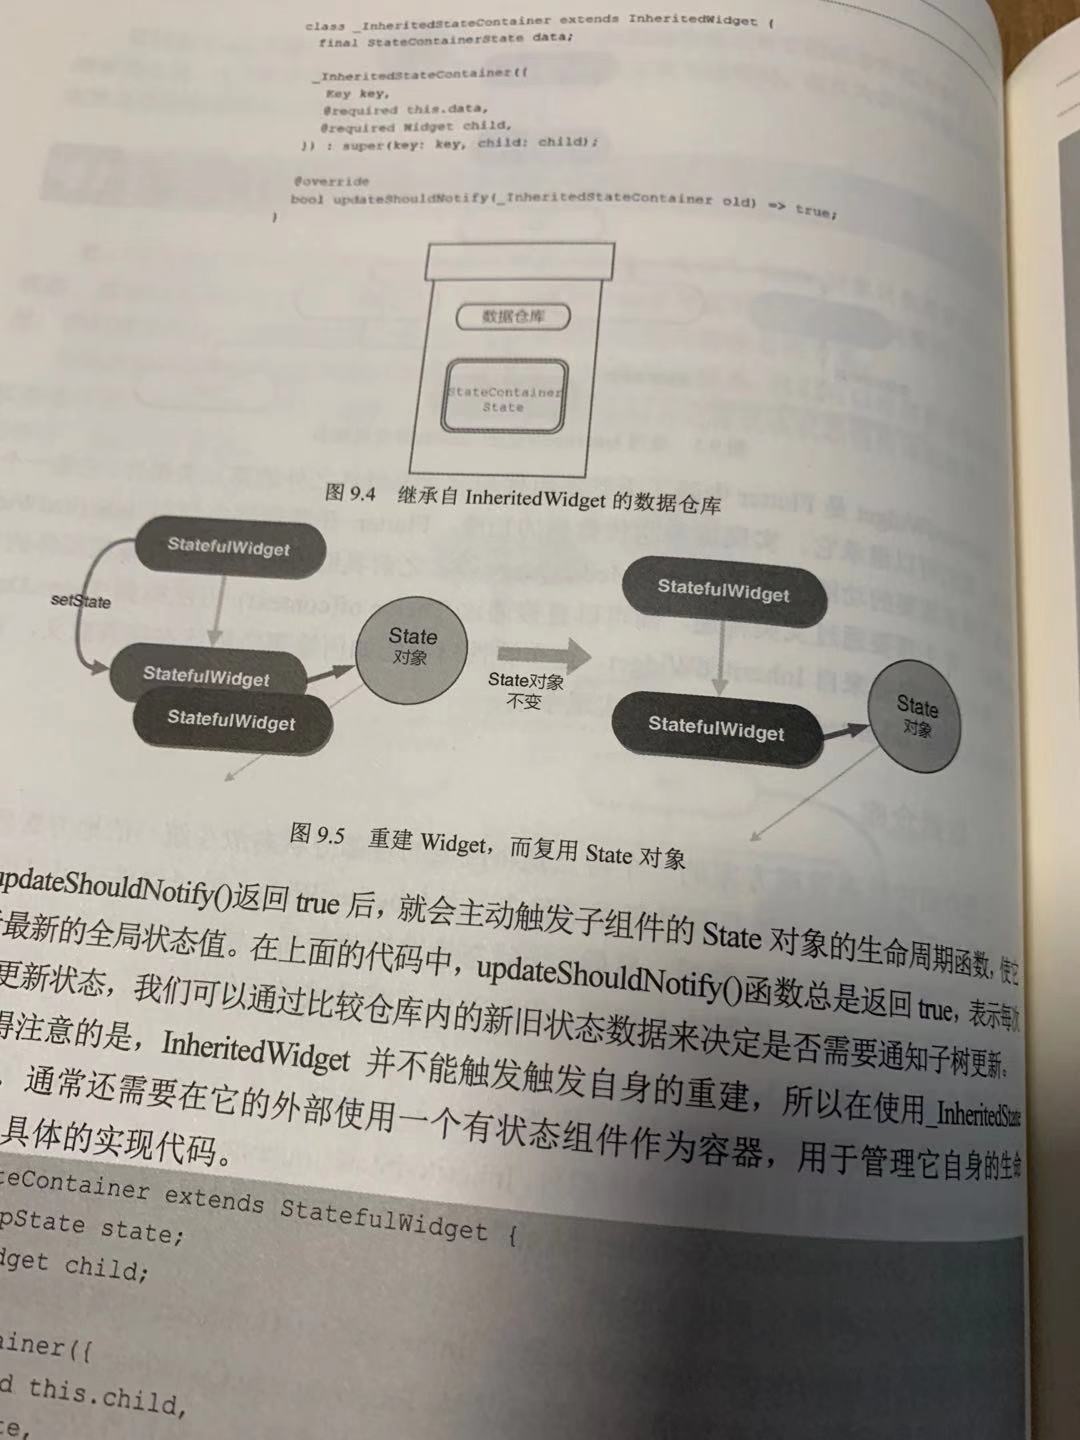 class _InheritedStateContainer extends InheritedWidget {
final StateContainerState data;
_InheritedStateContainer({
Key key,
@required this.data,
@required Widget child,
}) : super(key: key, child: child);
@override
bool updateShouldNotify(_InheritedStateContainer old) => true;
}
数据仓库
StateContainer
State
图 9.4 继承自 InheritedWidget 的数据仓库
StatefulWidget
setState
StatefulWidget
StatefulWidget
State
对象
State对象
不变
StatefulWidget
StatefulWidget
State
对象
图 9.5 重建 Widget，而复用 State 对象
updateShouldNotify()返回 true 后，就会主动触发子组件的 State 对象的生命周期函数，使它
最新的全局状态值。在上面的代码中，updateShouldNotify()函数总是返回 true，表示每次
更新状态，我们可以通过比较仓库内的新旧状态数据来决定是否需要通知子树更新。
得注意的是，InheritedWidget 并不能触发触发自身的重建，所以在使用_InheritedState
，通常还需要在它的外部使用一个有状态组件作为容器，用于管理它自身的生命
具体的实现代码。
teContainer extends StatefulWidget {
pState state;
dget child;
ainer({
d this.child,
te,